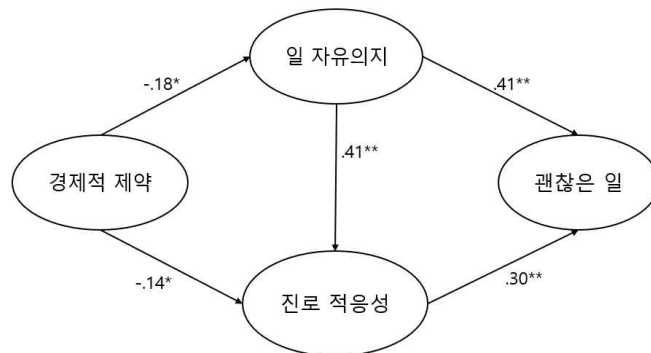 일 자유의지
-.18*
.41**
.41**
경제적 제약
괜찮은 일
-.14*
.30**
진로 적응성